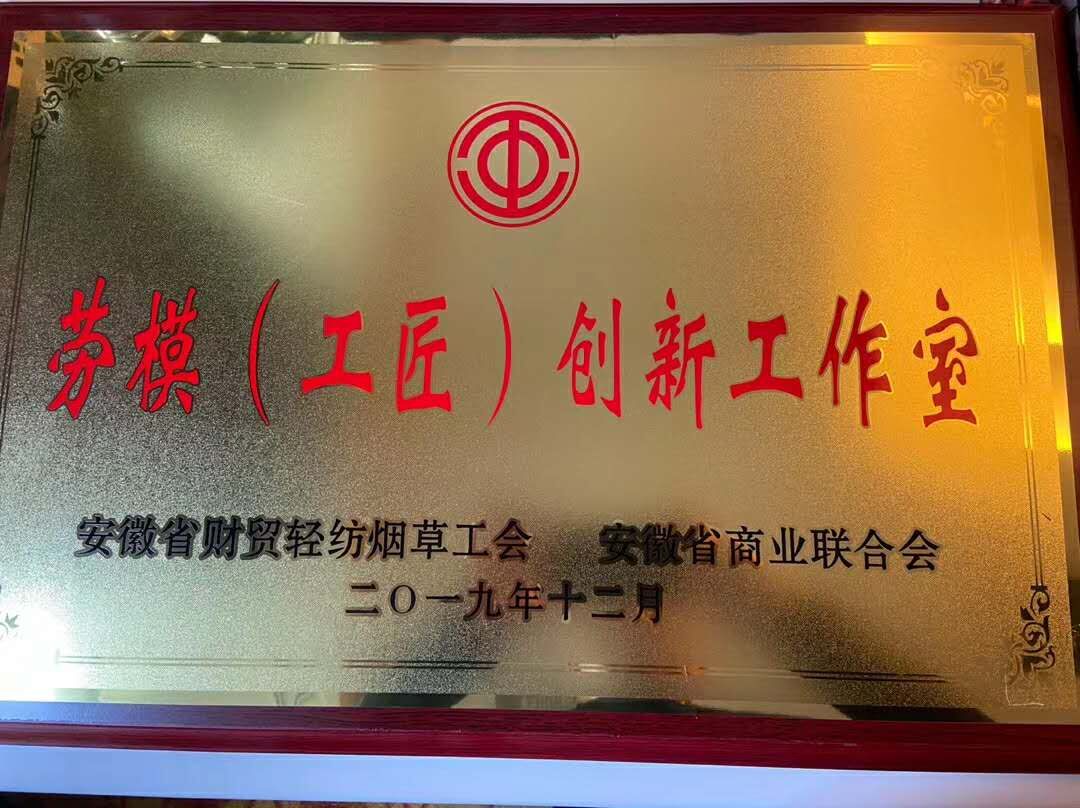 劳模（工匠）创新工作室
安徽省财贸轻纺烟草工会 安徽省商业联合会
二〇一九年十二月